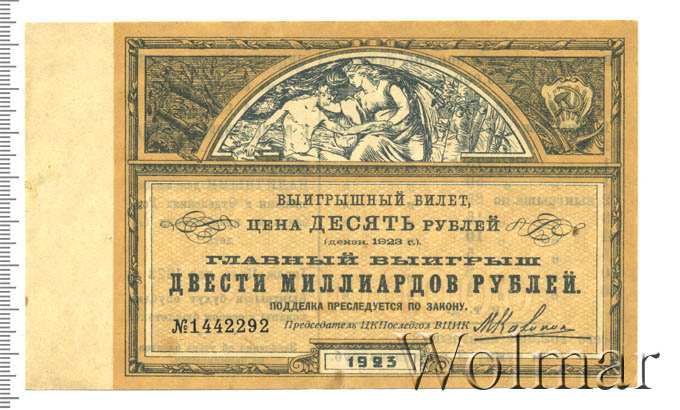 ВЫИГРЫШНЫЙ БИЛЕТ,
ЦЕНА ДЕСЯТЬ РУБЛЕЙ
(дензн. 1923 г.).
ГЛАВНЫЙ ВЫИГРЫШ
ДВЕСТИ МИЛЛИАРДОВ РУБЛЕЙ.
ПОДДЕЛКА ПРЕСЛЕДУЕТСЯ ПО ЗАКОНУ.
№1442292 Председатель ЦКПоследгол ВЦИК
1923
Wolmar